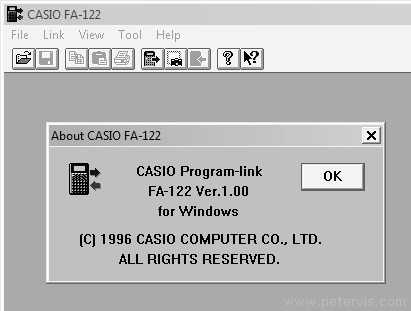 CASIO FA-122
File Link View Tool Help
? ?
About CASIO FA-122
CASIO Program-link
FA-122 Ver.1.00
for Windows
OK
(C) 1996 CASIO COMPUTER CO., LTD.
ALL RIGHTS RESERVED.
www.petervis.com